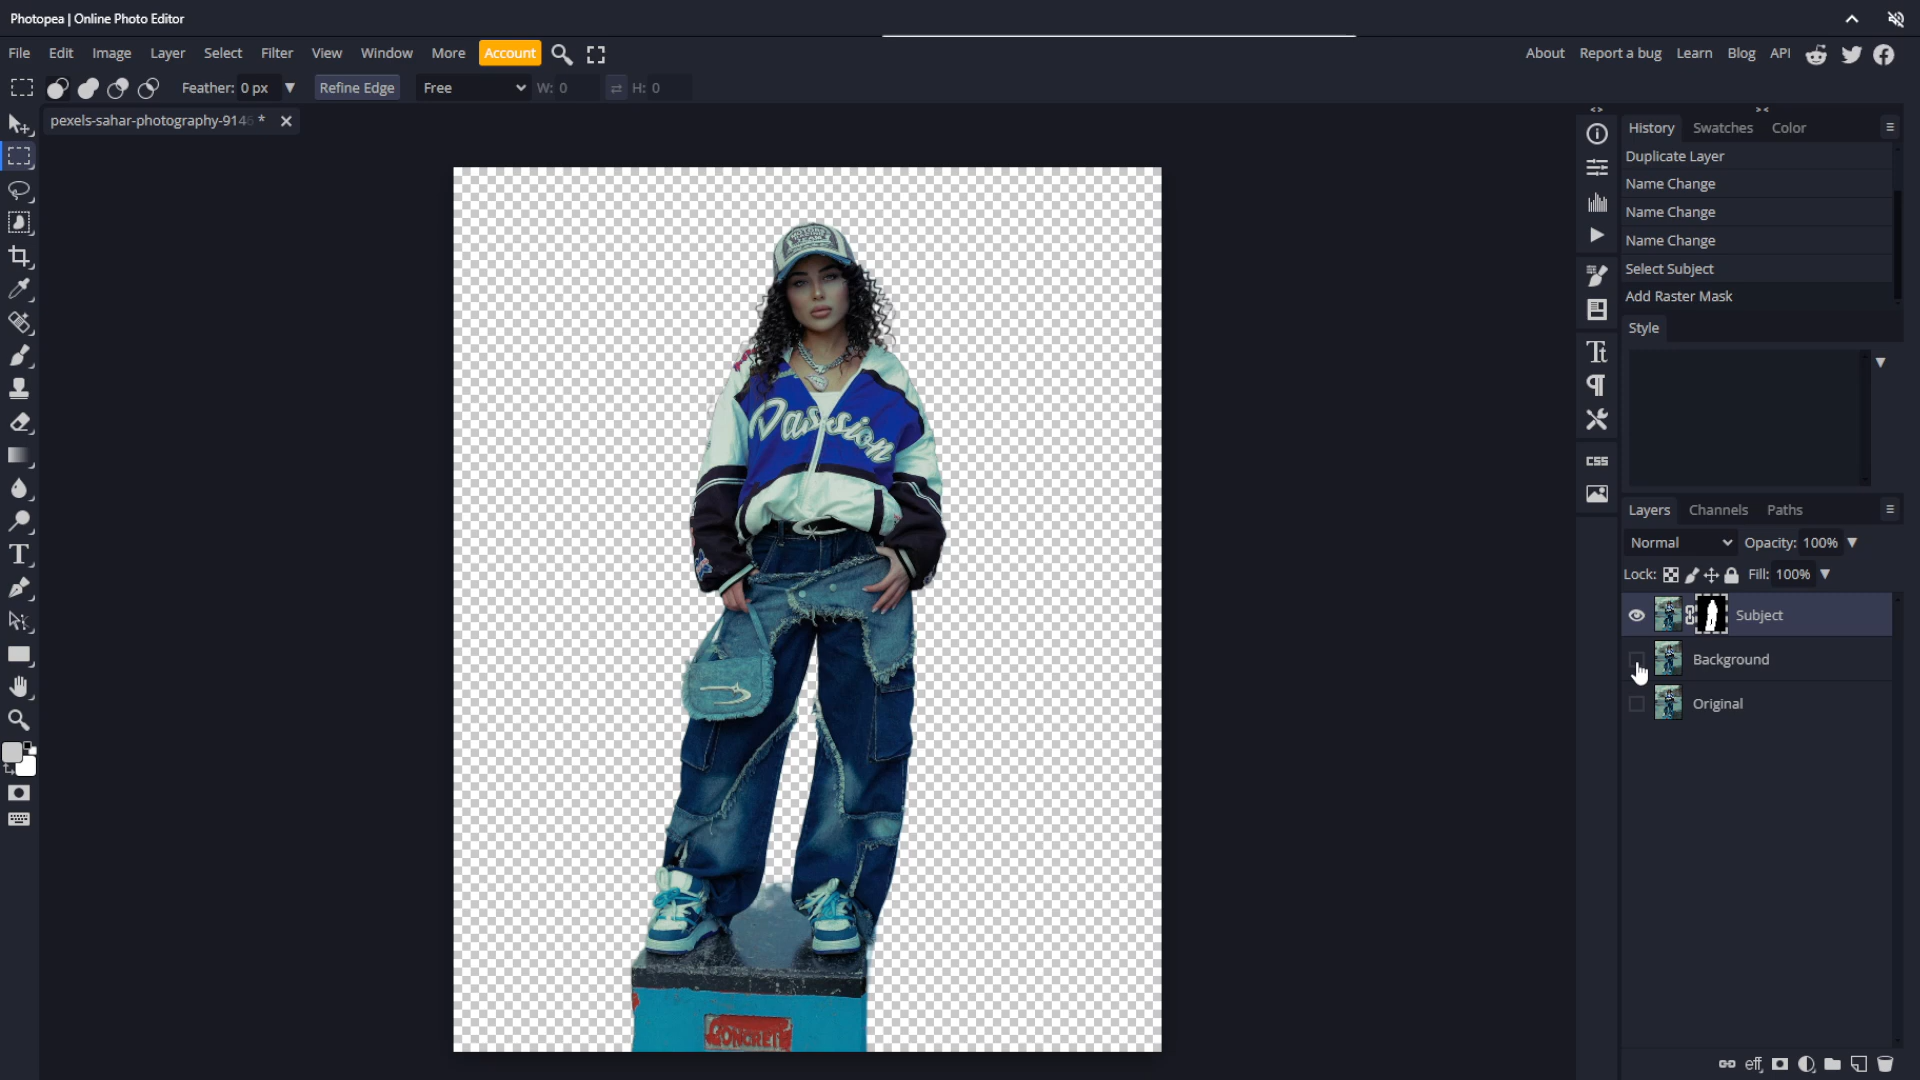 Photopea | Online Photo Editor
File Edit Image Layer Select Filter View Window More Account
About Report a bug Learn Blog API
Feather: 0 px Refine Edge Free W: 0 H: 0
pexels-sahar-photography-9146 *
History Swatches Color
Duplicate Layer
Name Change
Name Change
Name Change
Select Subject
Add Raster Mask
Style
CSS
Layers Channels Paths
Normal Opacity: 100%
Lock: Fill: 100%
Subject
Background
Original
eff
Passion
CONCRETE